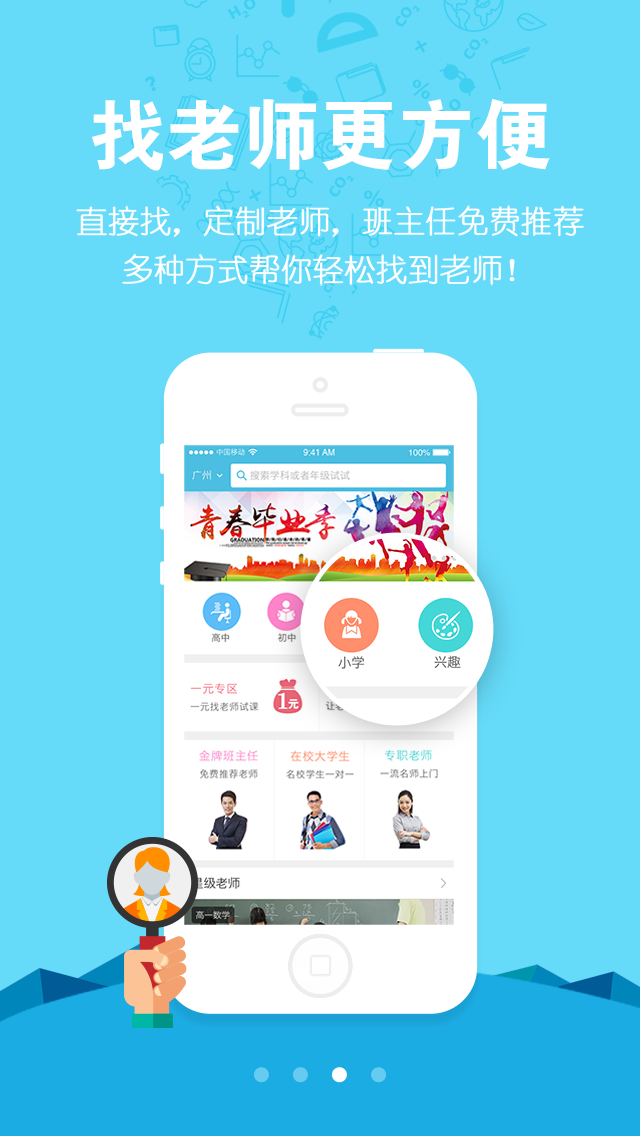 找老师更方便
直接找，定制老师，班主任免费推荐
多种方式帮你轻松找到老师！
中国移动 9:41 AM 100%
广州 搜索学科或者年级试试
青春毕业季
GRADUATION
高中 初中 小学 兴趣
一元专区
一元找老师试课
1元
金牌班主任 在校大学生 专职老师
免费推荐老师 名校学生一对一 一流名师上门
星级老师
高一数学